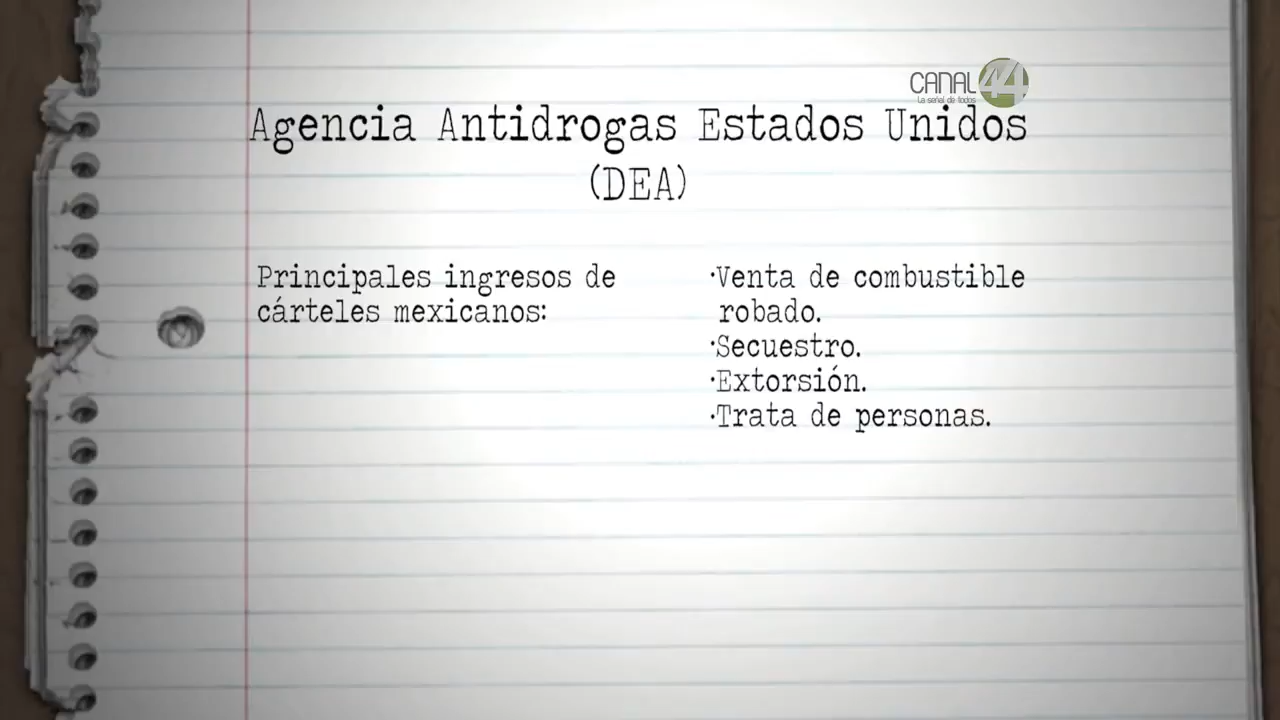 CANAL 44
La señal de todos
Agencia Antidrogas Estados Unidos
(DEA)
Principales ingresos de
cárteles mexicanos:
·Venta de combustible
robado.
·Secuestro.
·Extorsión.
·Trata de personas.